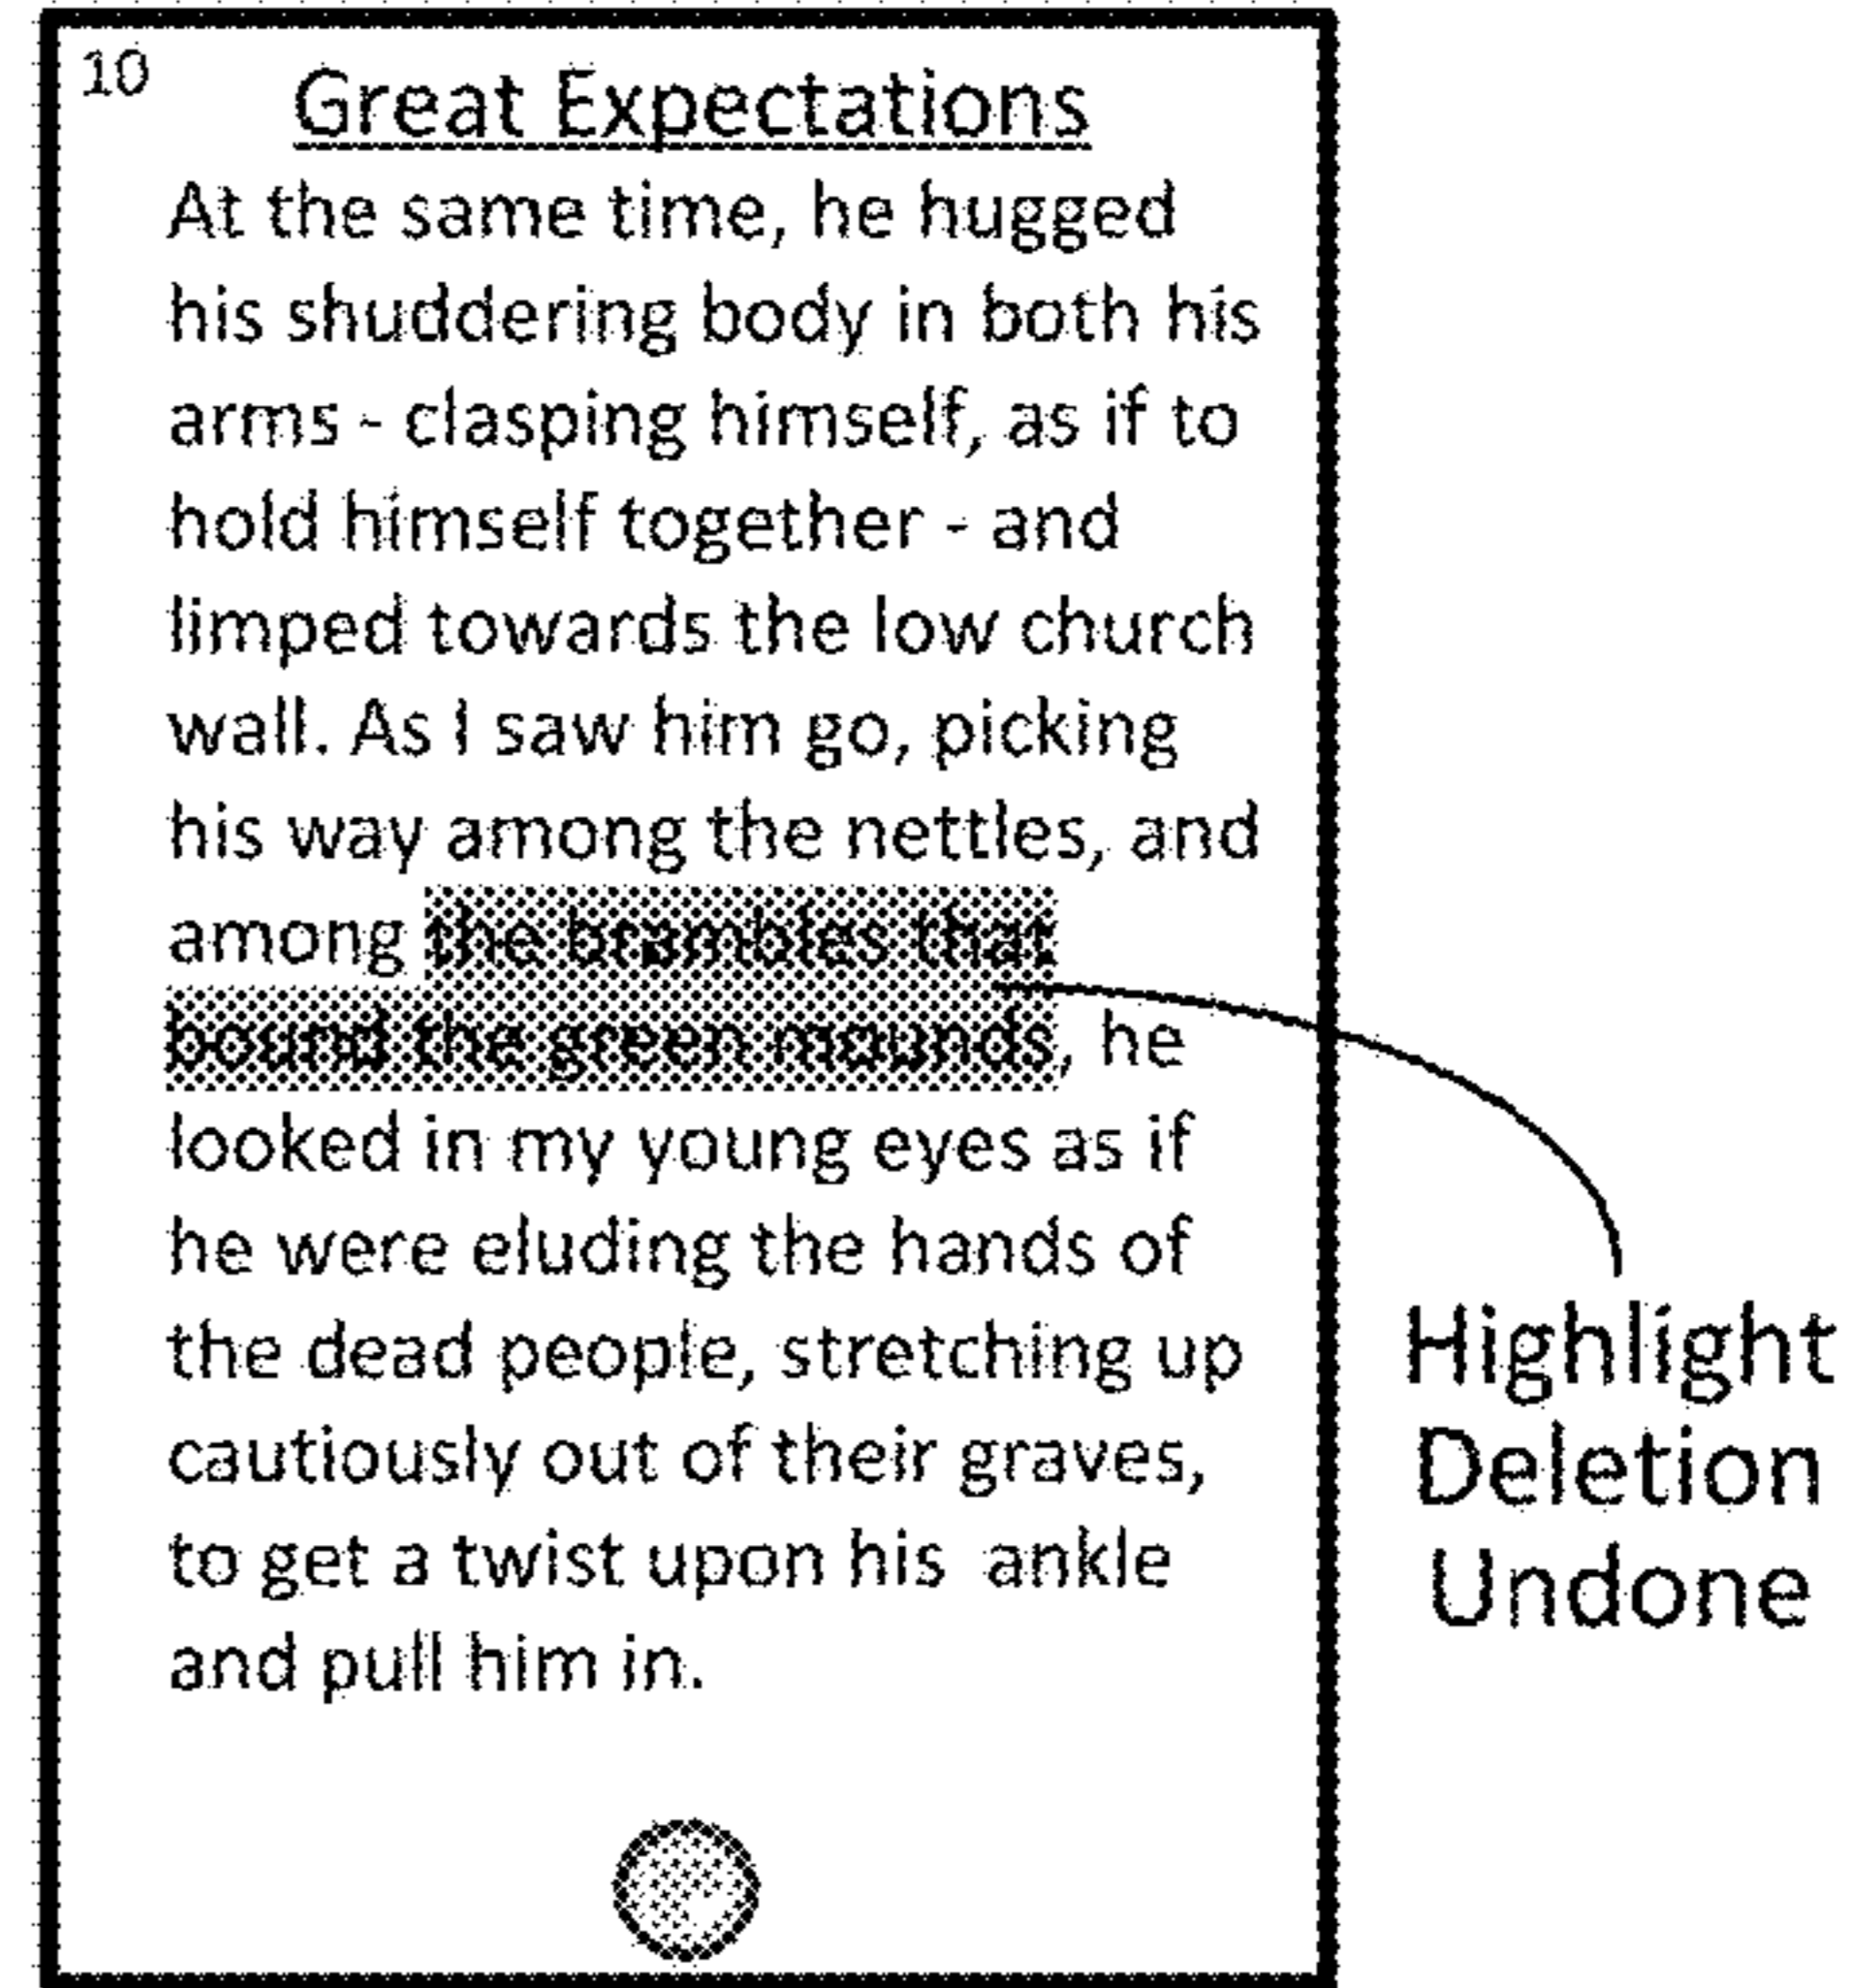 10
Great Expectations
At the same time, he hugged
his shuddering body in both his
arms - clasping himself, as if to
hold himself together - and
limped towards the low church
wall. As I saw him go, picking
his way among the nettles, and
among the brambles that
bound the green mounds, he
looked in my young eyes as if
he were eluding the hands of
the dead people, stretching up
cautiously out of their graves,
to get a twist upon his ankle
and pull him in.
Highlight
Deletion
Undone